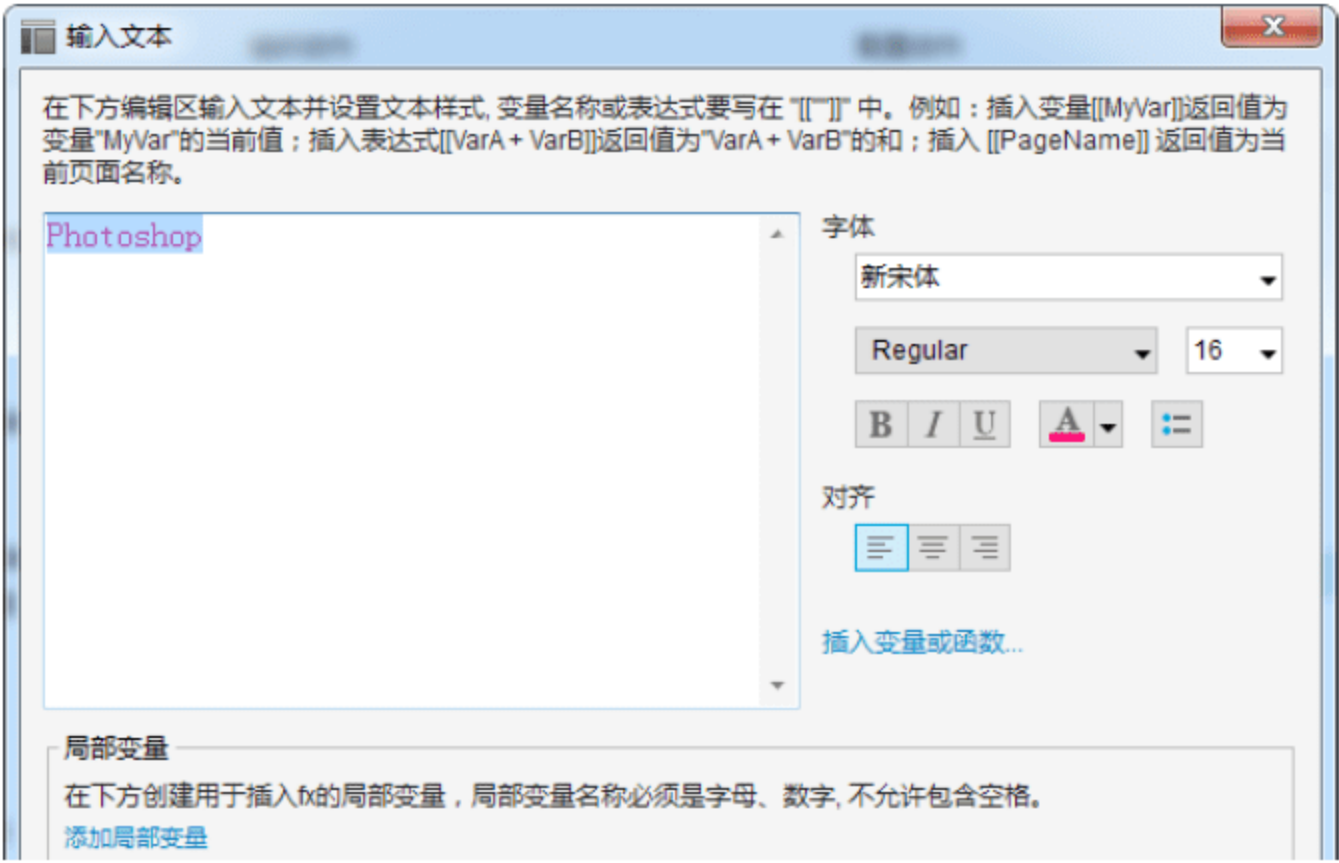 输入文本
在下方编辑区输入文本并设置文本样式, 变量名称或表达式要写在 "[[""]]" 中。例如：插入变量[[MyVar]]返回值为
变量"MyVar"的当前值；插入表达式[[VarA + VarB]]返回值为"VarA + VarB"的和；插入 [[PageName]] 返回值为当
前页面名称。
Photoshop
字体
新宋体
Regular 16
B I U A
对齐
插入变量或函数...
局部变量
在下方创建用于插入fx的局部变量，局部变量名称必须是字母、数字, 不允许包含空格。
添加局部变量